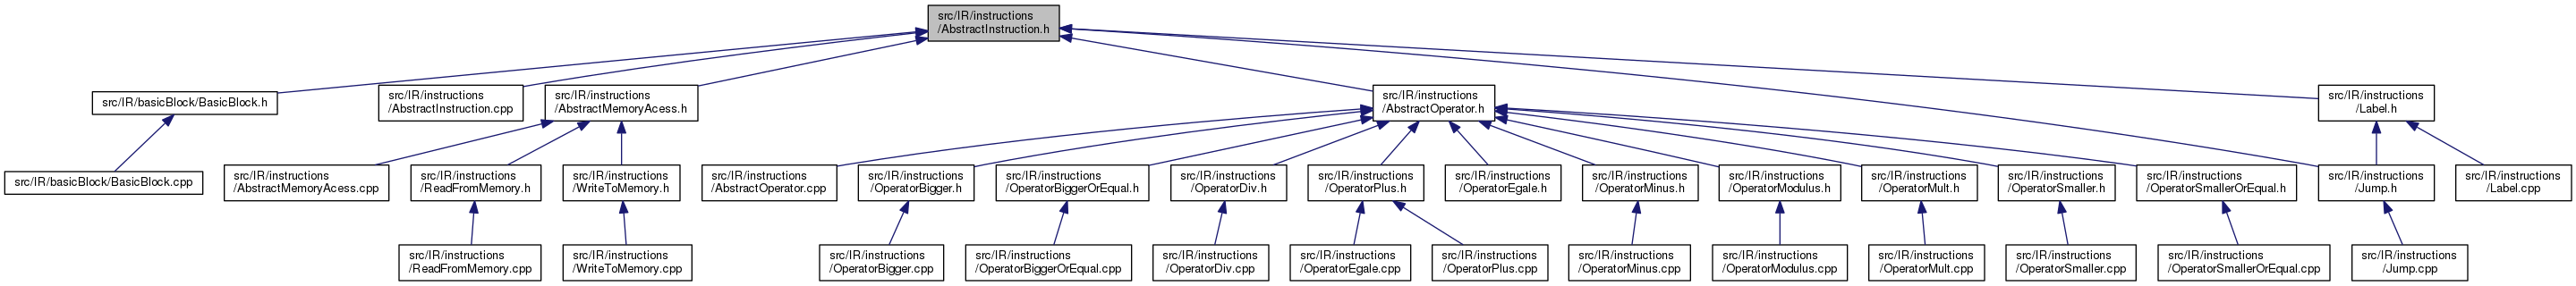 src/IR/instructions
/AbstractInstruction.h
src/IR/basicBlock/BasicBlock.h
src/IR/instructions
/AbstractInstruction.cpp
src/IR/instructions
/AbstractMemoryAcess.h
src/IR/instructions
/AbstractOperator.h
src/IR/instructions
/Label.h
src/IR/basicBlock/BasicBlock.cpp
src/IR/instructions
/AbstractMemoryAcess.cpp
src/IR/instructions
/ReadFromMemory.h
src/IR/instructions
/WriteToMemory.h
src/IR/instructions
/AbstractOperator.cpp
src/IR/instructions
/OperatorBigger.h
src/IR/instructions
/OperatorBiggerOrEqual.h
src/IR/instructions
/OperatorDiv.h
src/IR/instructions
/OperatorPlus.h
src/IR/instructions
/OperatorEgale.h
src/IR/instructions
/OperatorMinus.h
src/IR/instructions
/OperatorModulus.h
src/IR/instructions
/OperatorMult.h
src/IR/instructions
/OperatorSmaller.h
src/IR/instructions
/OperatorSmallerOrEqual.h
src/IR/instructions
/Jump.h
src/IR/instructions
/Label.cpp
src/IR/instructions
/ReadFromMemory.cpp
src/IR/instructions
/WriteToMemory.cpp
src/IR/instructions
/OperatorBigger.cpp
src/IR/instructions
/OperatorBiggerOrEqual.cpp
src/IR/instructions
/OperatorDiv.cpp
src/IR/instructions
/OperatorEgale.cpp
src/IR/instructions
/OperatorPlus.cpp
src/IR/instructions
/OperatorMinus.cpp
src/IR/instructions
/OperatorModulus.cpp
src/IR/instructions
/OperatorMult.cpp
src/IR/instructions
/OperatorSmaller.cpp
src/IR/instructions
/OperatorSmallerOrEqual.cpp
src/IR/instructions
/Jump.cpp